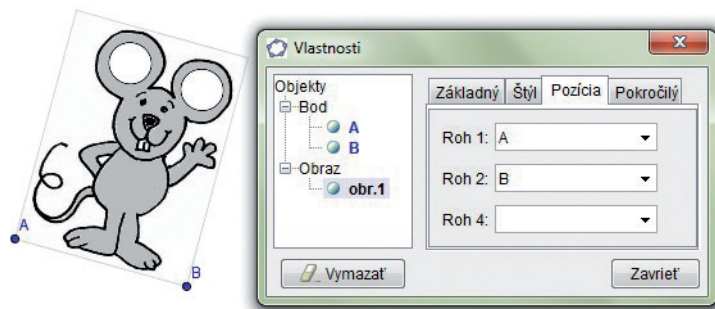 A
B
Vlastnosti
Objekty
Bod
A
B
Obraz
obr.1
Vymazať
Základný Štýl Pozícia Pokročilý
Roh 1: A
Roh 2: B
Roh 4:
Zavrieť